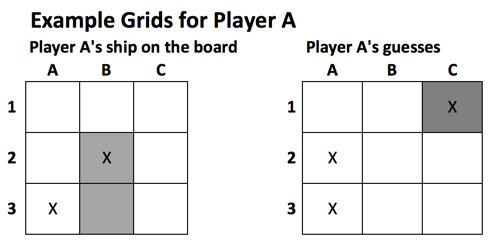 Example Grids for Player A
Player A's ship on the board Player A's guesses
A B C A B C
1 1 X
2 X 2 X
3 X 3 X